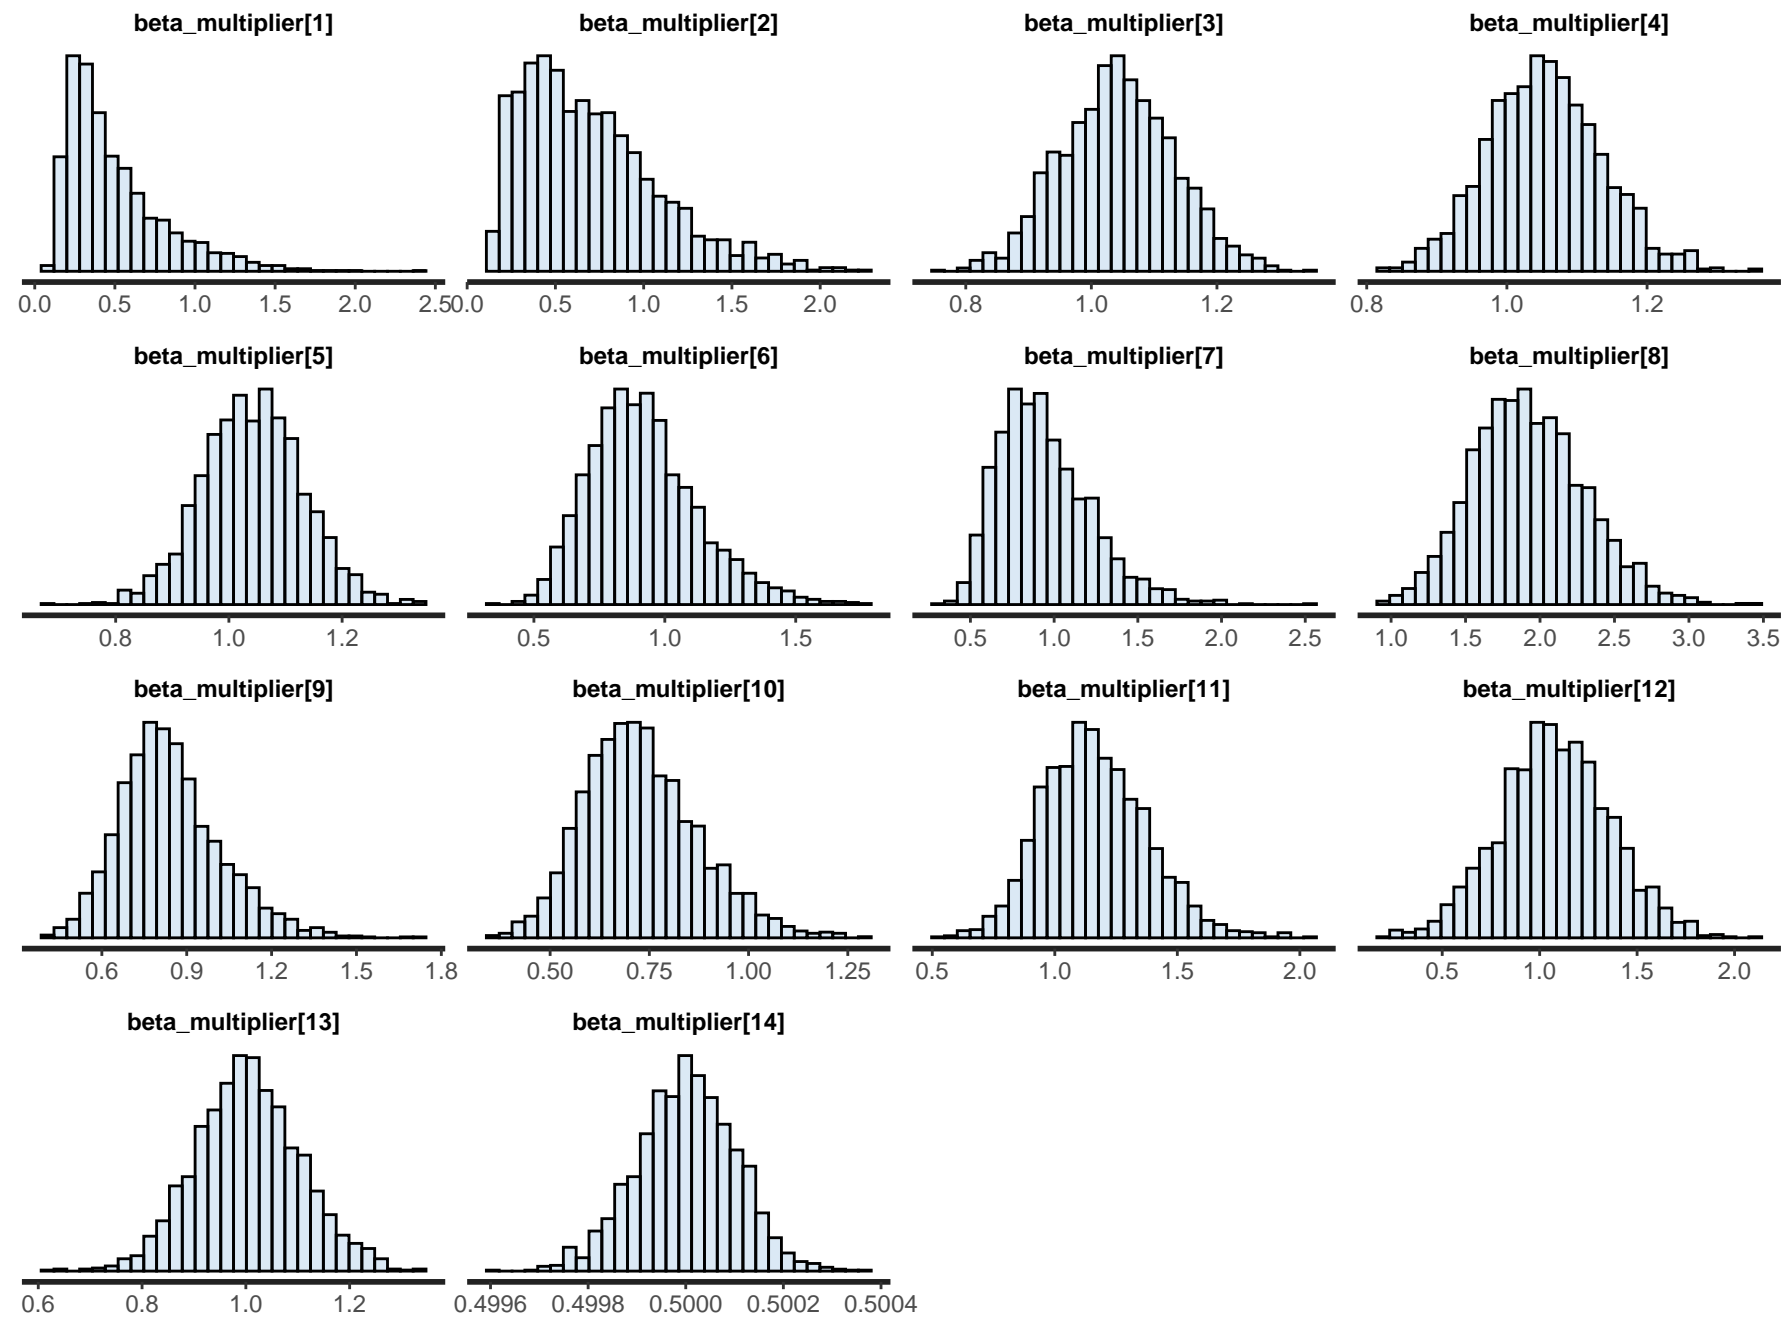 beta_multiplier[1] beta_multiplier[2] beta_multiplier[3] beta_multiplier[4]
0.0 0.5 1.0 1.5 2.0 2.5 0.0 0.5 1.0 1.5 2.0 0.8 1.0 1.2 0.8 1.0 1.2
beta_multiplier[5] beta_multiplier[6] beta_multiplier[7] beta_multiplier[8]
0.8 1.0 1.2 0.5 1.0 1.5 0.5 1.0 1.5 2.0 2.5 1.0 1.5 2.0 2.5 3.0 3.5
beta_multiplier[9] beta_multiplier[10] beta_multiplier[11] beta_multiplier[12]
0.6 0.9 1.2 1.5 1.8 0.50 0.75 1.00 1.25 0.5 1.0 1.5 2.0 0.5 1.0 1.5 2.0
beta_multiplier[13] beta_multiplier[14]
0.6 0.8 1.0 1.2 0.4996 0.4998 0.5000 0.5002 0.5004